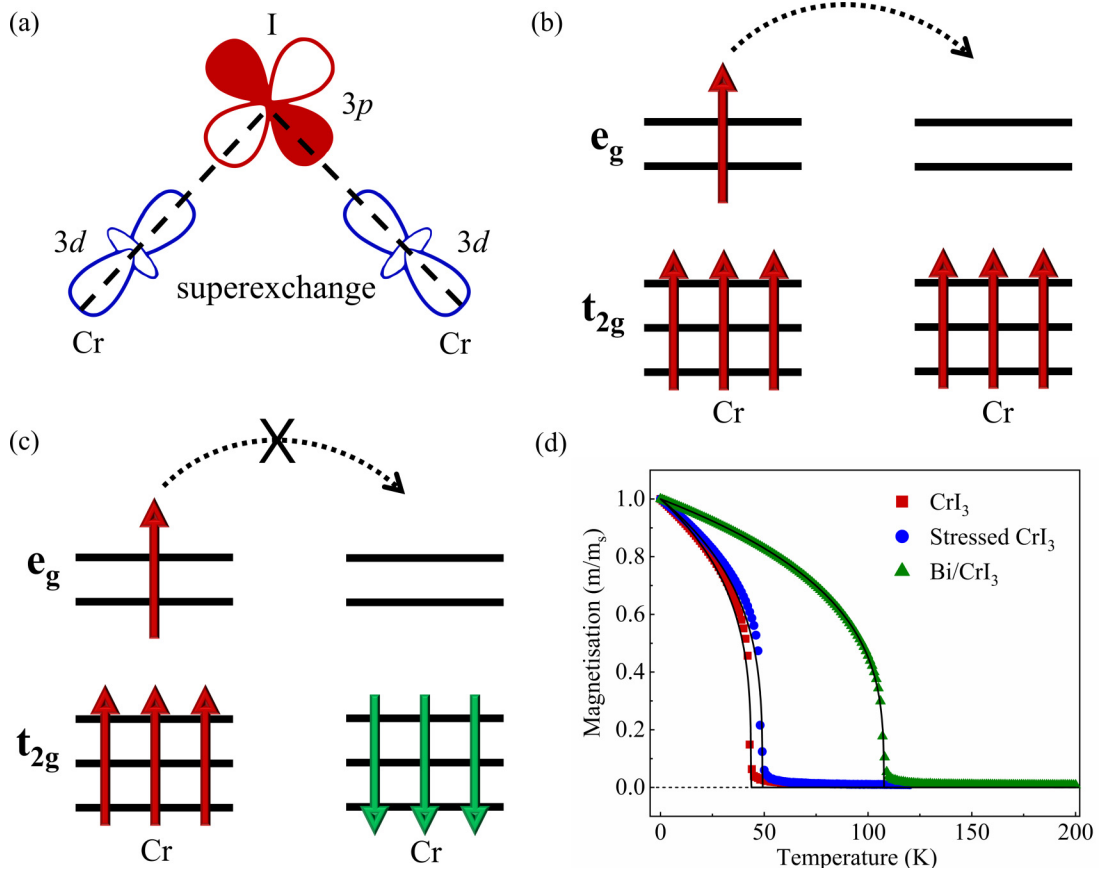 (a)
I
3p
3d
3d
superexchange
Cr
Cr
(b)
eg
t2g
Cr
Cr
(c)
X
eg
t2g
Cr
Cr
(d)
1.0
0.8
0.6
0.4
0.2
0.0
Magnetisation (m/ms)
CrI3
Stressed CrI3
Bi/CrI3
0
50
100
150
200
Temperature (K)